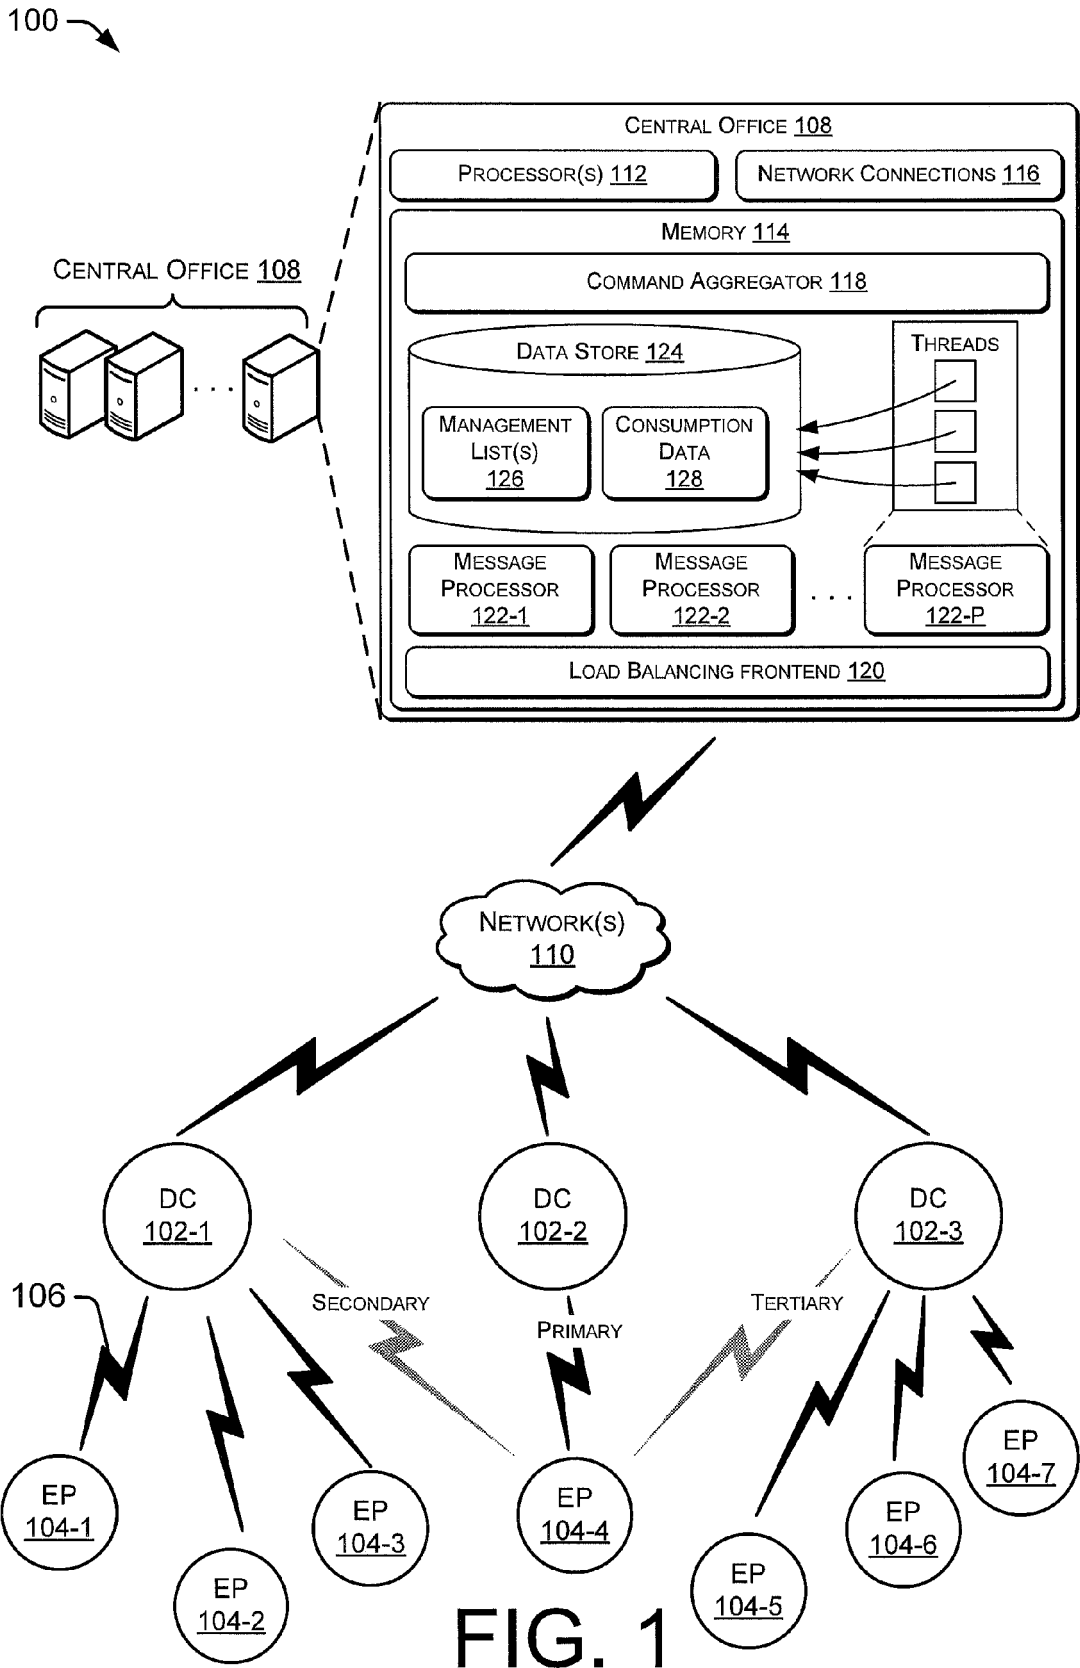 100
CENTRAL OFFICE 108
PROCESSOR(S) 112
NETWORK CONNECTIONS 116
MEMORY 114
COMMAND AGGREGATOR 118
CENTRAL OFFICE 108
DATA STORE 124
THREADS
MANAGEMENT
LIST(S)
126
CONSUMPTION
DATA
128
MESSAGE
PROCESSOR
122-1
MESSAGE
PROCESSOR
122-2
MESSAGE
PROCESSOR
122-P
LOAD BALANCING FRONTEND 120
NETWORK(S)
110
DC
102-1
DC
102-2
DC
102-3
106
SECONDARY
PRIMARY
TERTIARY
EP
104-1
EP
104-2
EP
104-3
EP
104-4
EP
104-5
EP
104-6
EP
104-7
FIG. 1